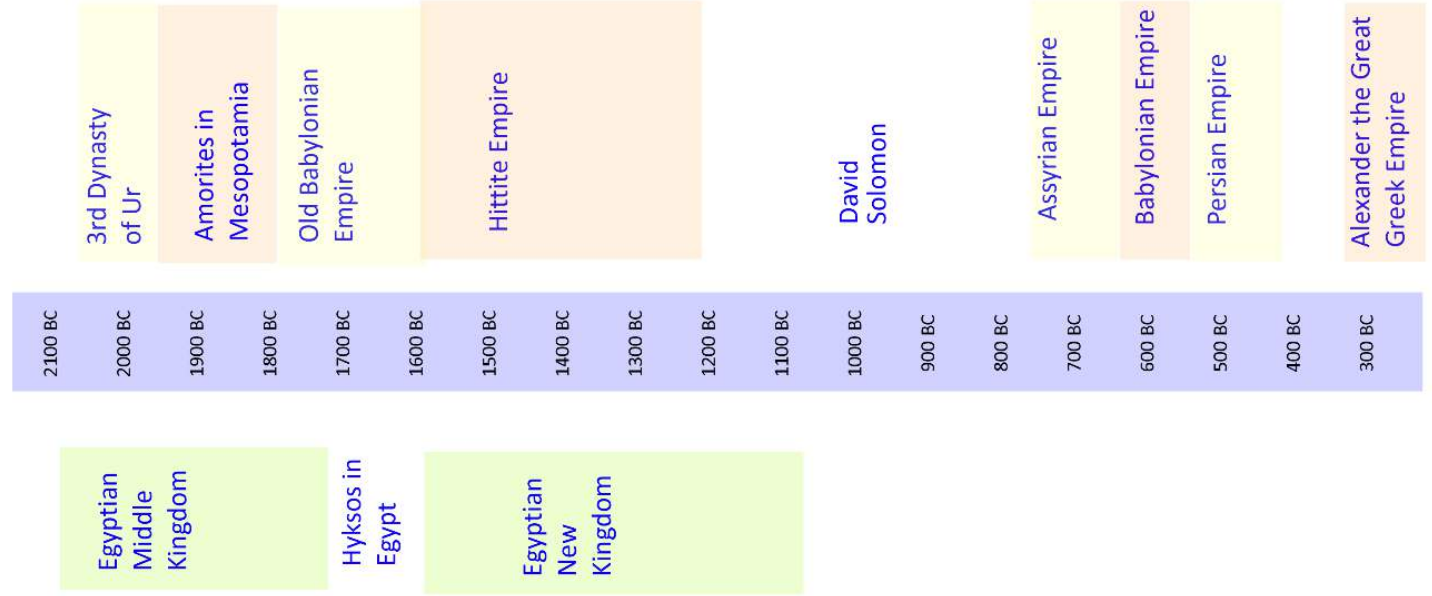 3rd Dynasty
of Ur
Amorites in
Mesopotamia
Old Babylonian
Empire
Hittite Empire
David
Solomon
Assyrian Empire
Babylonian Empire
Persian Empire
Alexander the Great
Greek Empire
2100 BC
2000 BC
1900 BC
1800 BC
1700 BC
1600 BC
1500 BC
1400 BC
1300 BC
1200 BC
1100 BC
1000 BC
900 BC
800 BC
700 BC
600 BC
500 BC
400 BC
300 BC
Egyptian
Middle
Kingdom
Hyksos in
Egypt
Egyptian
New
Kingdom